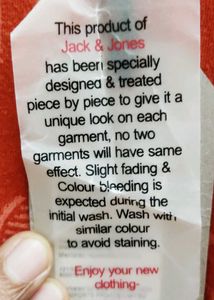 This product of
Jack & Jones
has been specially
designed & treated
piece by piece to give it a
unique look on each
garment, no two
garments will have same
effect. Slight fading &
Colour bleeding is
expected during the
initial wash. Wash with
similar colour
to avoid staining.
Enjoy your new
clothing-